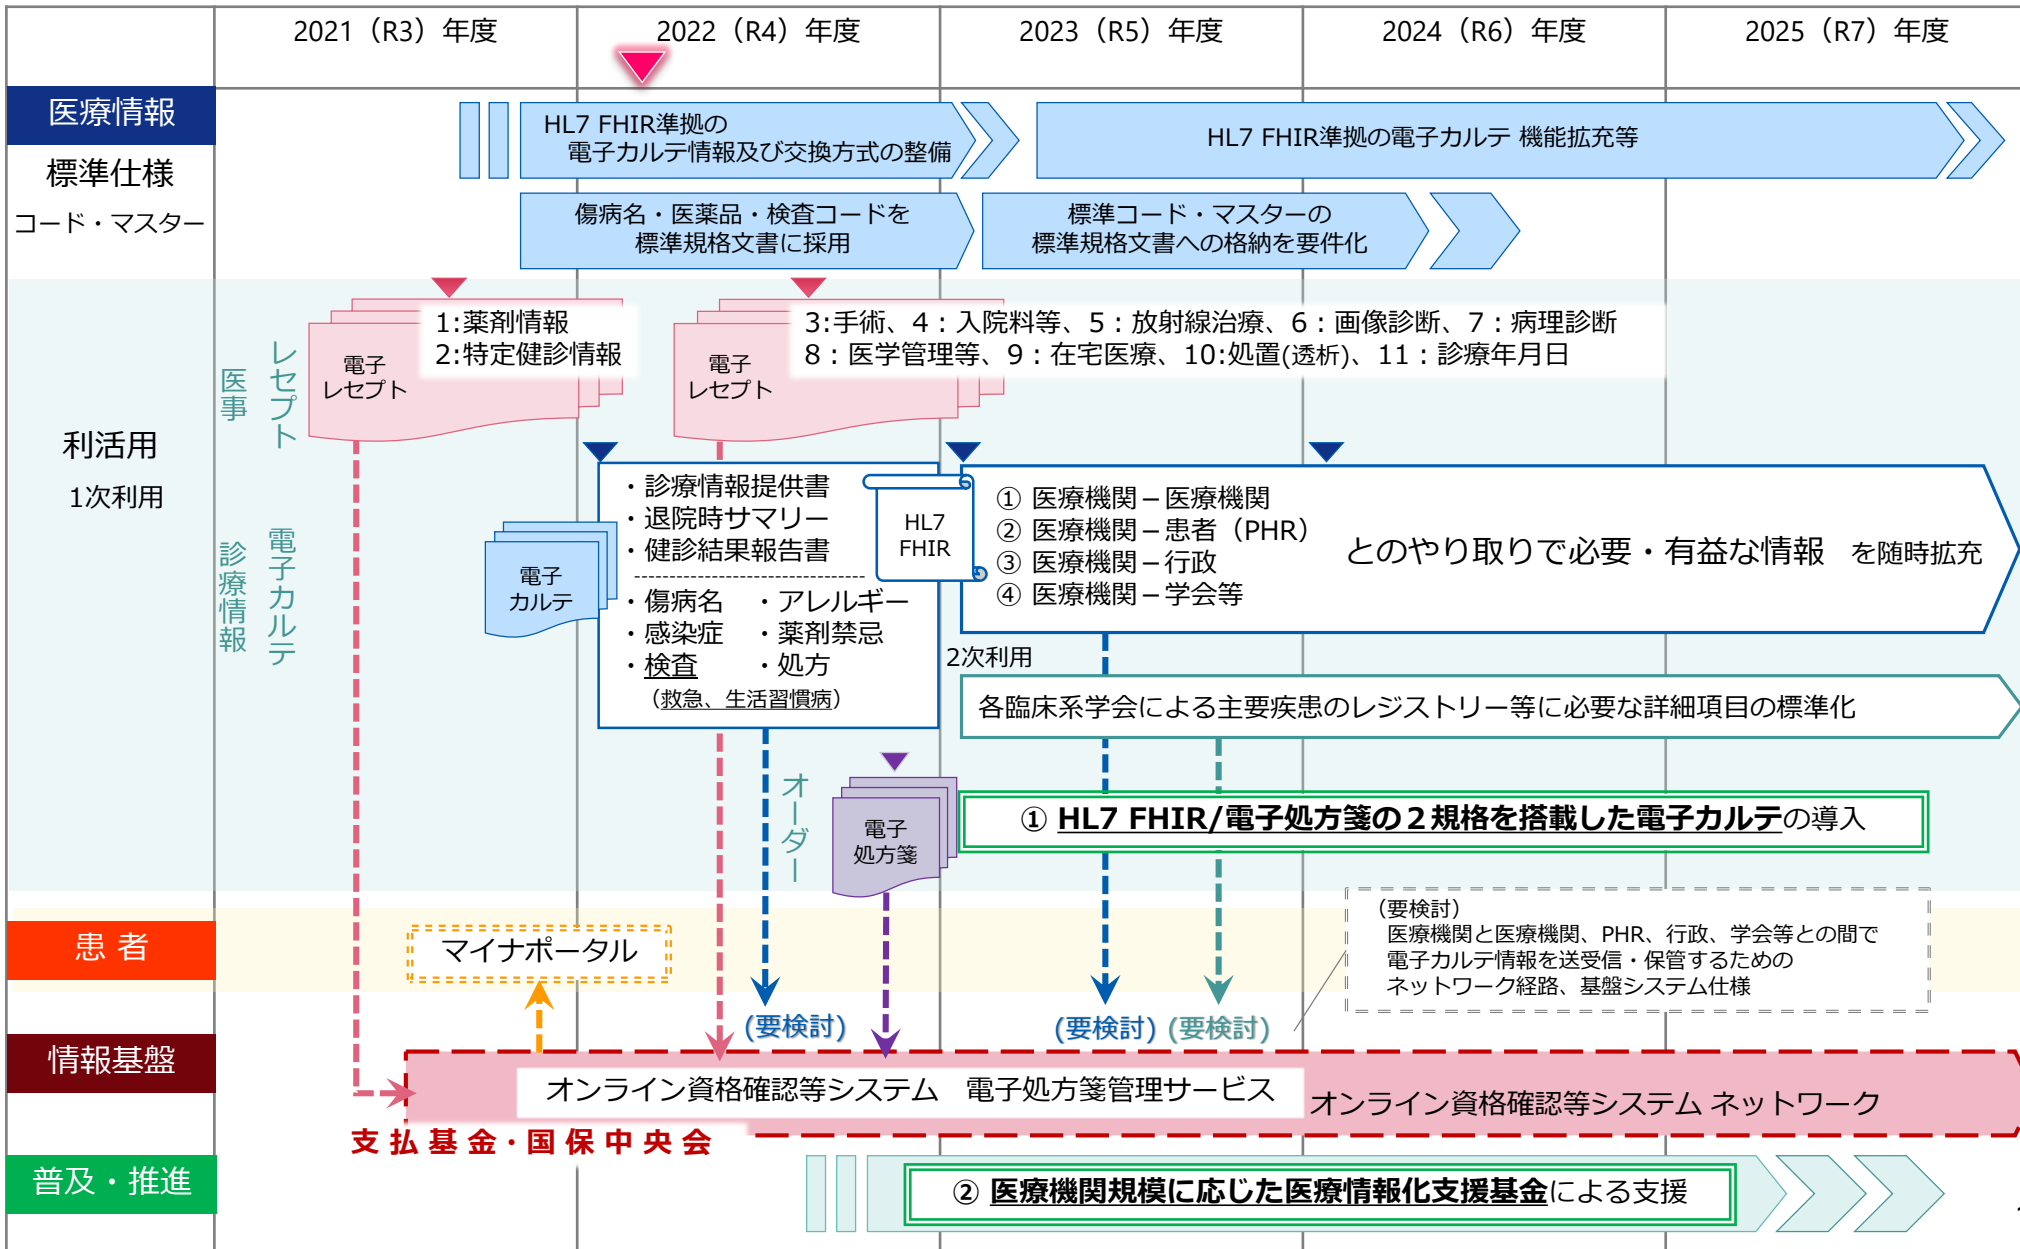 2021（R3）年度
2022（R4）年度
2023（R5）年度
2024（R6）年度
2025（R7）年度
医療情報
標準仕様
コード・マスター
HL7 FHIR準拠の
電子カルテ情報及び交換方式の整備
HL7 FHIR準拠の電子カルテ 機能拡充等
傷病名・医薬品・検査コードを
標準規格文書に採用
標準コード・マスターの
標準規格文書への格納を要件化
利活用
1次利用
医事
レセプト
電子
レセプト
1:薬剤情報
2:特定健診情報
電子
レセプト
3:手術、4：入院料等、5：放射線治療、6：画像診断、7：病理診断
8：医学管理等、9：在宅医療、10:処置(透析)、11：診療年月日
診療情報
電子カルテ
電子
カルテ
・診療情報提供書
・退院時サマリー
・健診結果報告書
・傷病名　・アレルギー
・感染症　・薬剤禁忌
・検査　・処方
（救急、生活習慣病）
HL7
FHIR
① 医療機関－医療機関
② 医療機関－患者（PHR）
③ 医療機関－行政
④ 医療機関－学会等
とのやり取りで必要・有益な情報　を随時拡充
2次利用
各臨床系学会による主要疾患のレジストリー等に必要な詳細項目の標準化
オーダー
電子
処方箋
① HL7 FHIR/電子処方箋の２規格を搭載した電子カルテの導入
患 者
マイナポータル
（要検討）
医療機関と医療機関、PHR、行政、学会等との間で
電子カルテ情報を送受信・保管するための
ネットワーク経路、基盤システム仕様
(要検討)
(要検討)
(要検討)
情報基盤
オンライン資格確認等システム　電子処方箋管理サービス
オンライン資格確認等システム ネットワーク
支払基金・国保中央会
普及・推進
② 医療機関規模に応じた医療情報化支援基金による支援